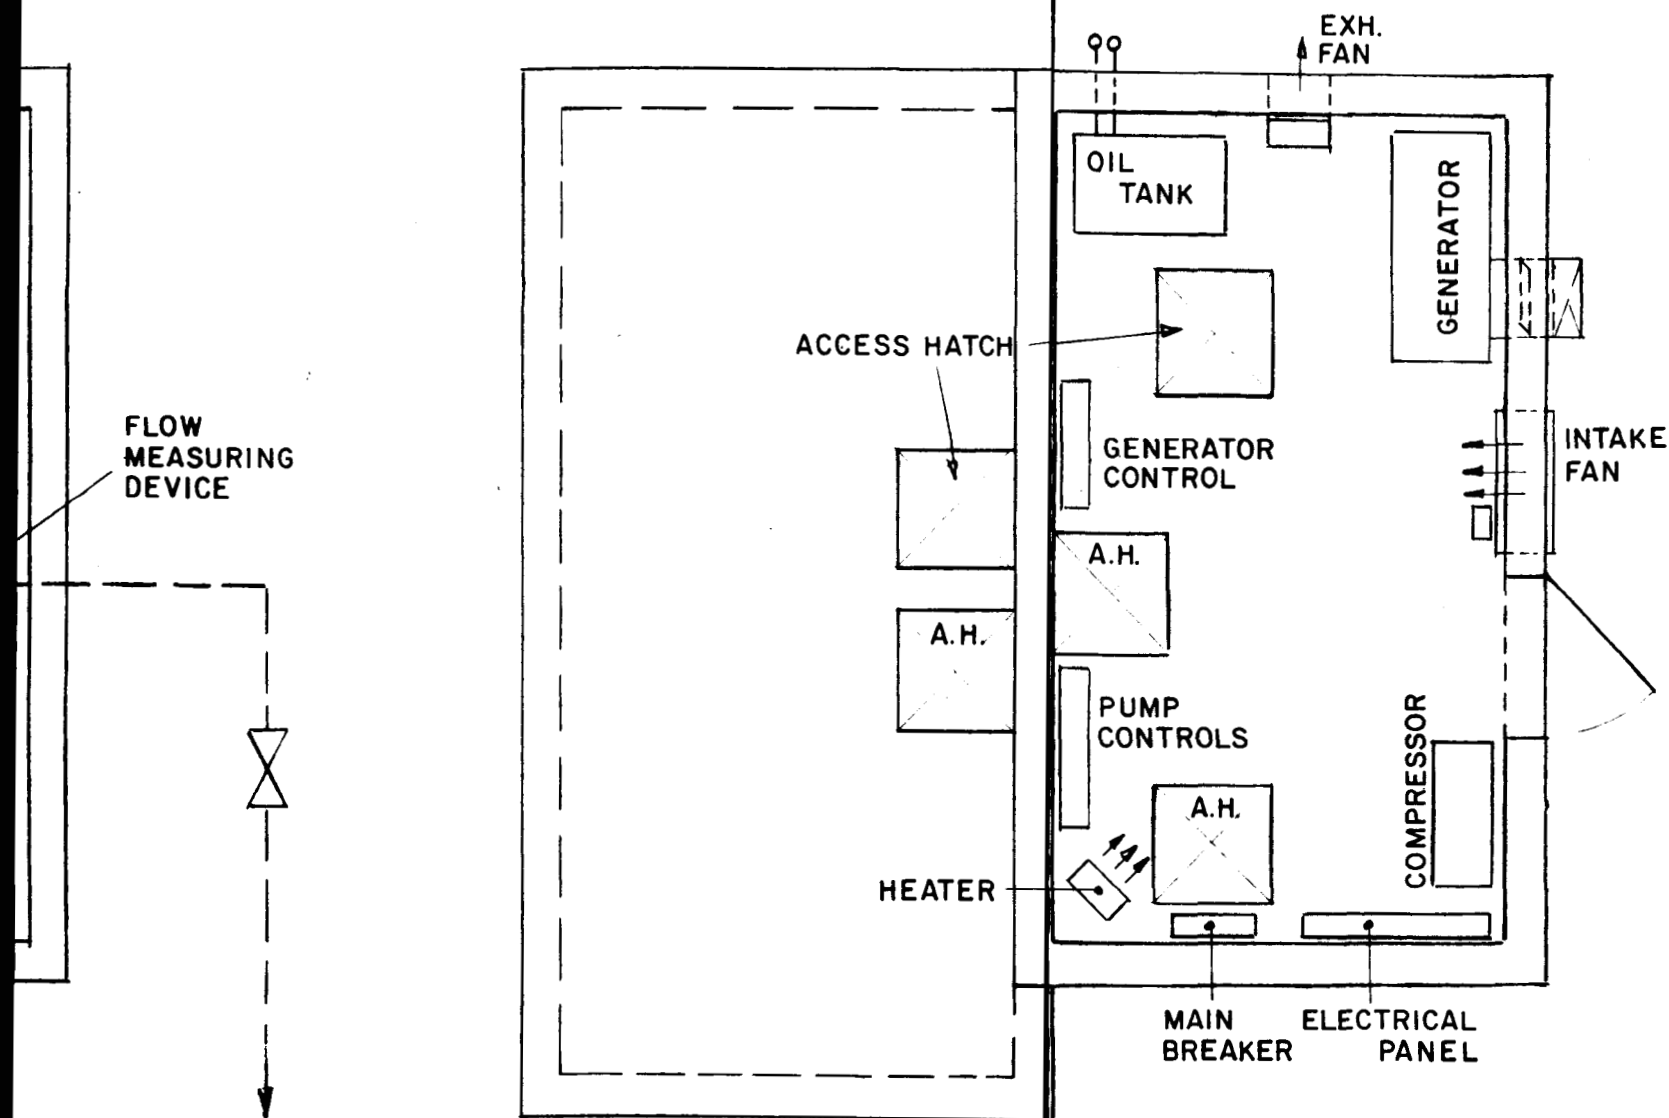 EXH.
FAN
OIL
TANK
GENERATOR
ACCESS HATCH
FLOW
MEASURING
DEVICE
GENERATOR
CONTROL
INTAKE
FAN
A.H.
A.H.
PUMP
CONTROLS
COMPRESSOR
A.H.
HEATER
MAIN
BREAKER
ELECTRICAL
PANEL